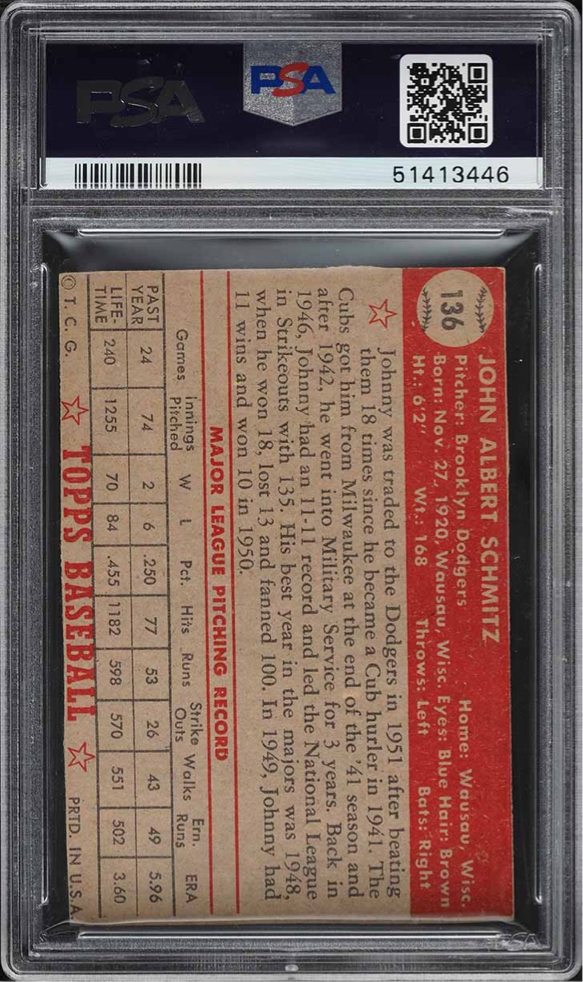 PSA
PSA
51413446
136
JOHN ALBERT SCHMITZ
Pitcher: Brooklyn Dodgers Home: Wausau, Wisc.
Born: Nov. 27, 1920, Wausau, Wisc. Eyes: Blue Hair: Brown
Ht.: 6'2" Wt.: 168 Throws: Left Bats: Right
Johnny was traded to the Dodgers in 1951 after beating
them 18 times since he became a Cub hurler in 1941. The
Cubs got him from Milwaukee at the end of the '41 season and
after 1942, he went into Military Service for 3 years. Back in
1946, Johnny had an 11-11 record and led the National League
in Strikeouts with 135. His best year in the majors was 1948,
when he won 18, lost 13 and fanned 100. In 1949, Johnny had
11 wins and won 10 in 1950.
MAJOR LEAGUE PITCHING RECORD
Games Innings Pitched W L Pct. Hits Runs Strike Outs Walks Ern. Runs ERA
PAST YEAR 24 74 2 6 .250 77 53 26 43 49 5.96
LIFE-TIME 240 1255 70 84 .455 1182 598 570 551 502 3.60
© T. C. G. TOPPS BASEBALL PRTD. IN U.S.A.
PSA